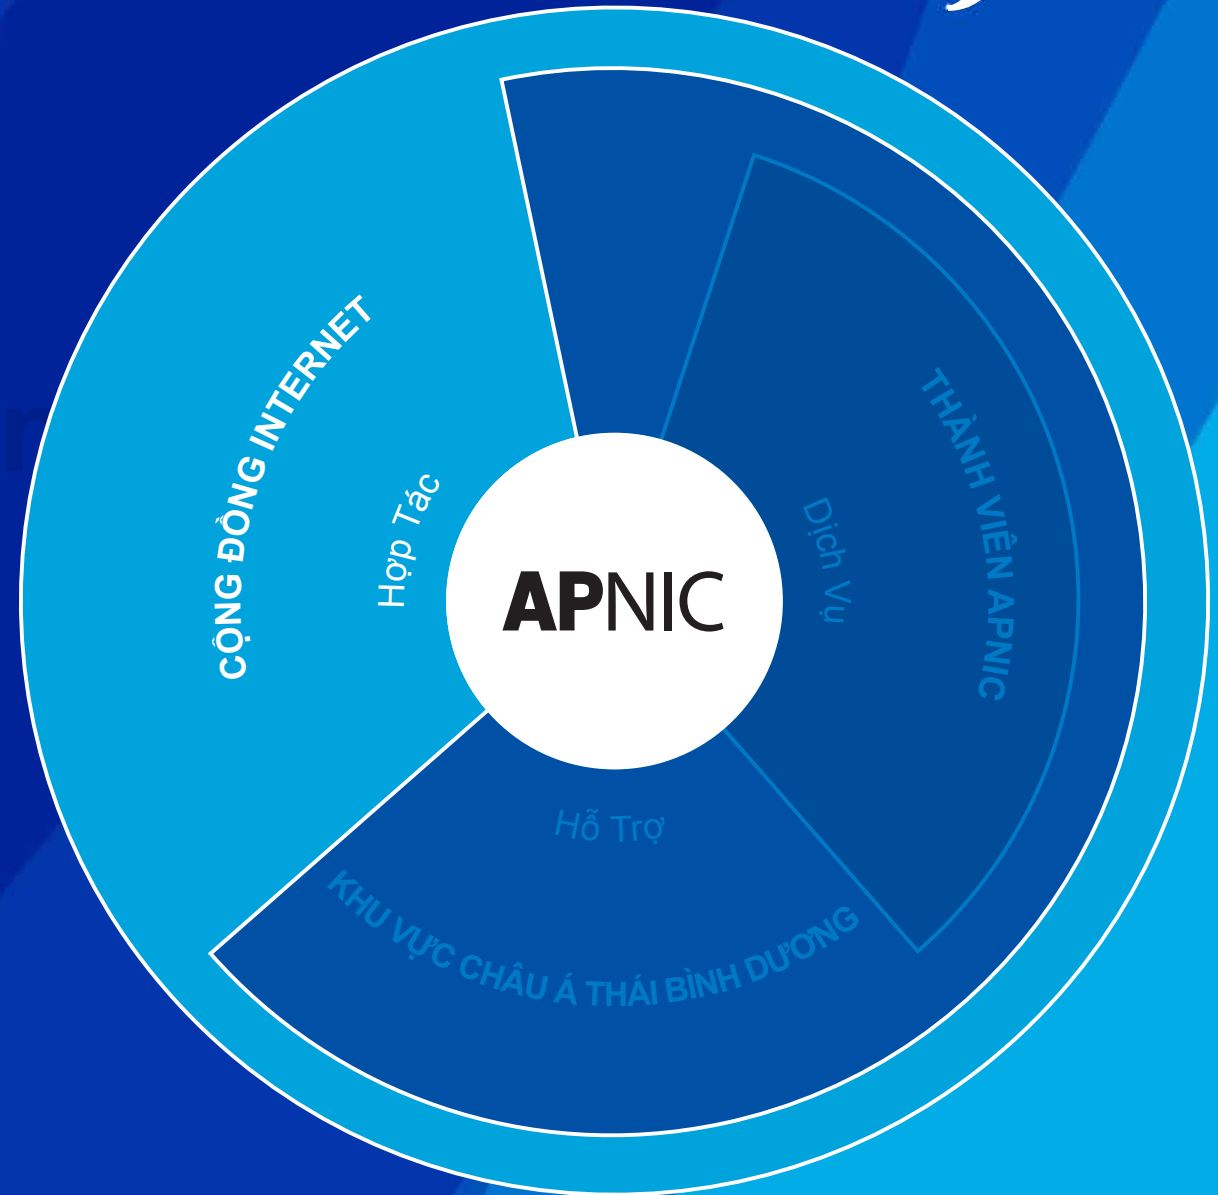 CỘNG ĐỒNG INTERNET
Hợp Tác
APNIC
Dịch Vụ
THÀNH VIÊN APNIC
Hỗ Trợ
KHU VỰC CHÂU Á THÁI BÌNH DƯƠNG